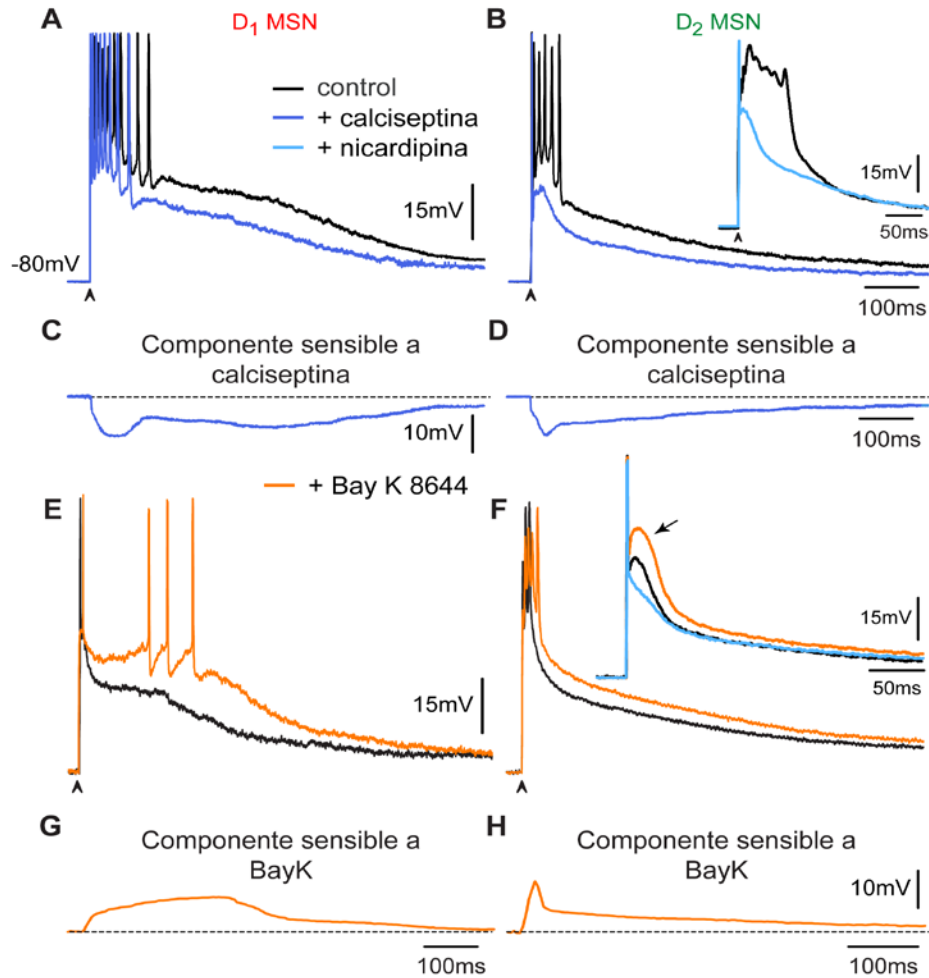 A
D1 MSN
B
D2 MSN
control
+ calciseptina
+ nicardipina
15mV
15mV
50ms
-80mV
100ms
C
Componente sensible a
calciseptina
D
Componente sensible a
calciseptina
10mV
100ms
+ Bay K 8644
E
F
15mV
50ms
15mV
G
Componente sensible a
BayK
H
Componente sensible a
BayK
10mV
100ms
100ms